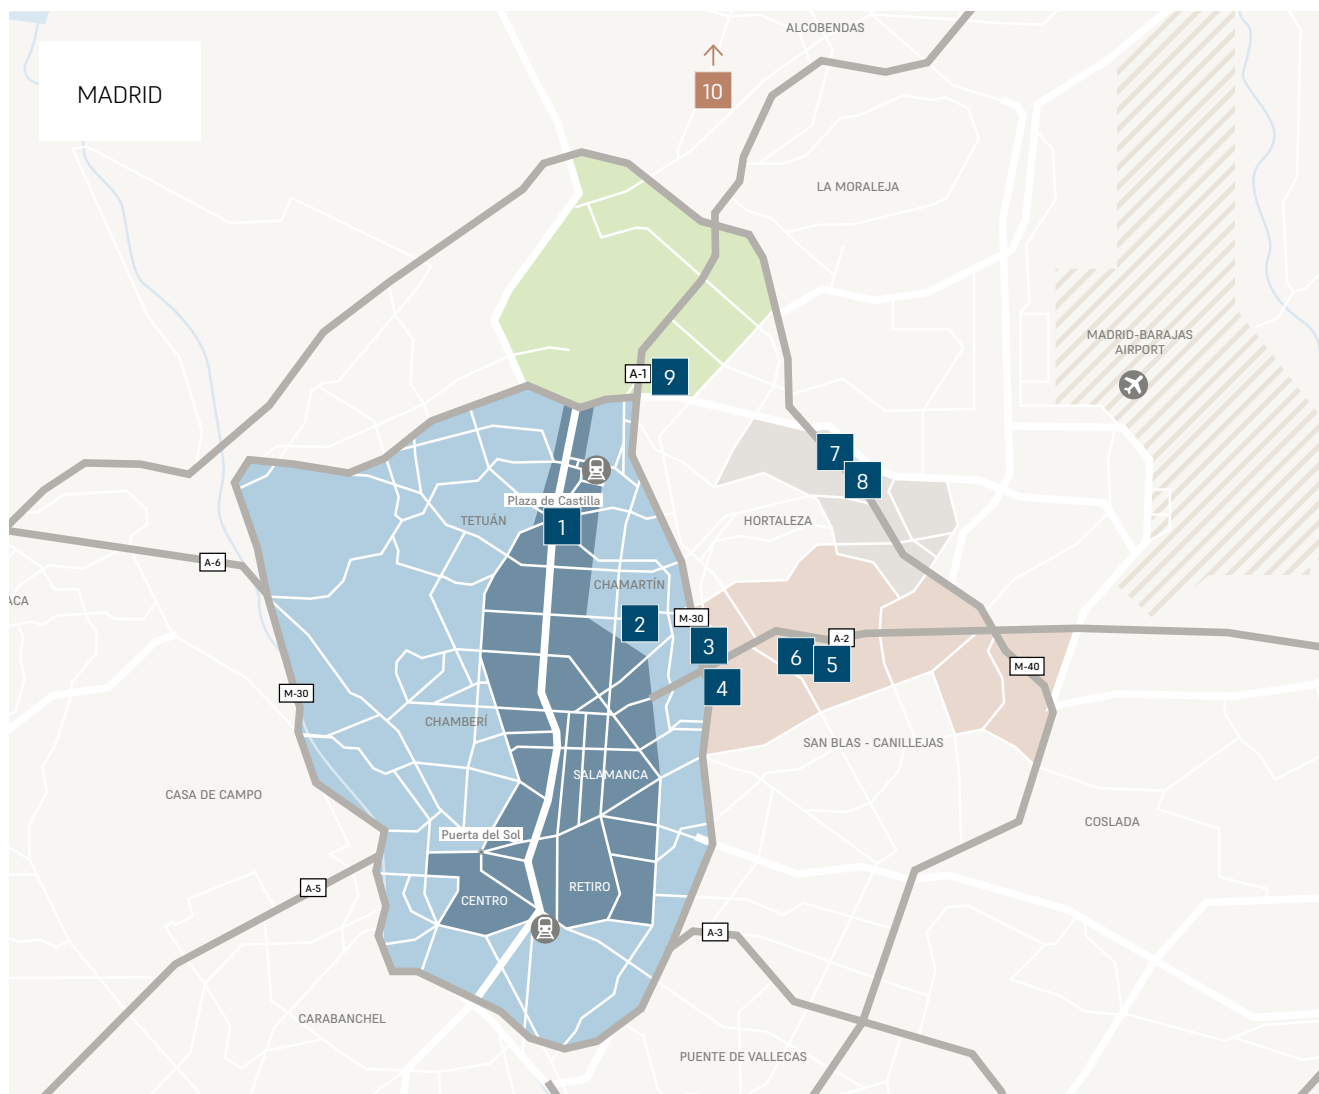 ALCOBENDAS
10
MADRID
LA MORALEJA
MADRID-BARAJAS
AIRPORT
A-1
9
7
8
Plaza de Castilla
TETUÁN
1
HORTALEZA
A-6
CHAMARTÍN
ACA
2
M-30
3
A-2
6
5
M-40
4
M-30
CHAMBERÍ
SAN BLAS - CANILLEJAS
SALAMANCA
CASA DE CAMPO
COSLADA
Puerta del Sol
A-5
RETIRO
CENTRO
A-3
CARABANCHEL
PUENTE DE VALLECAS